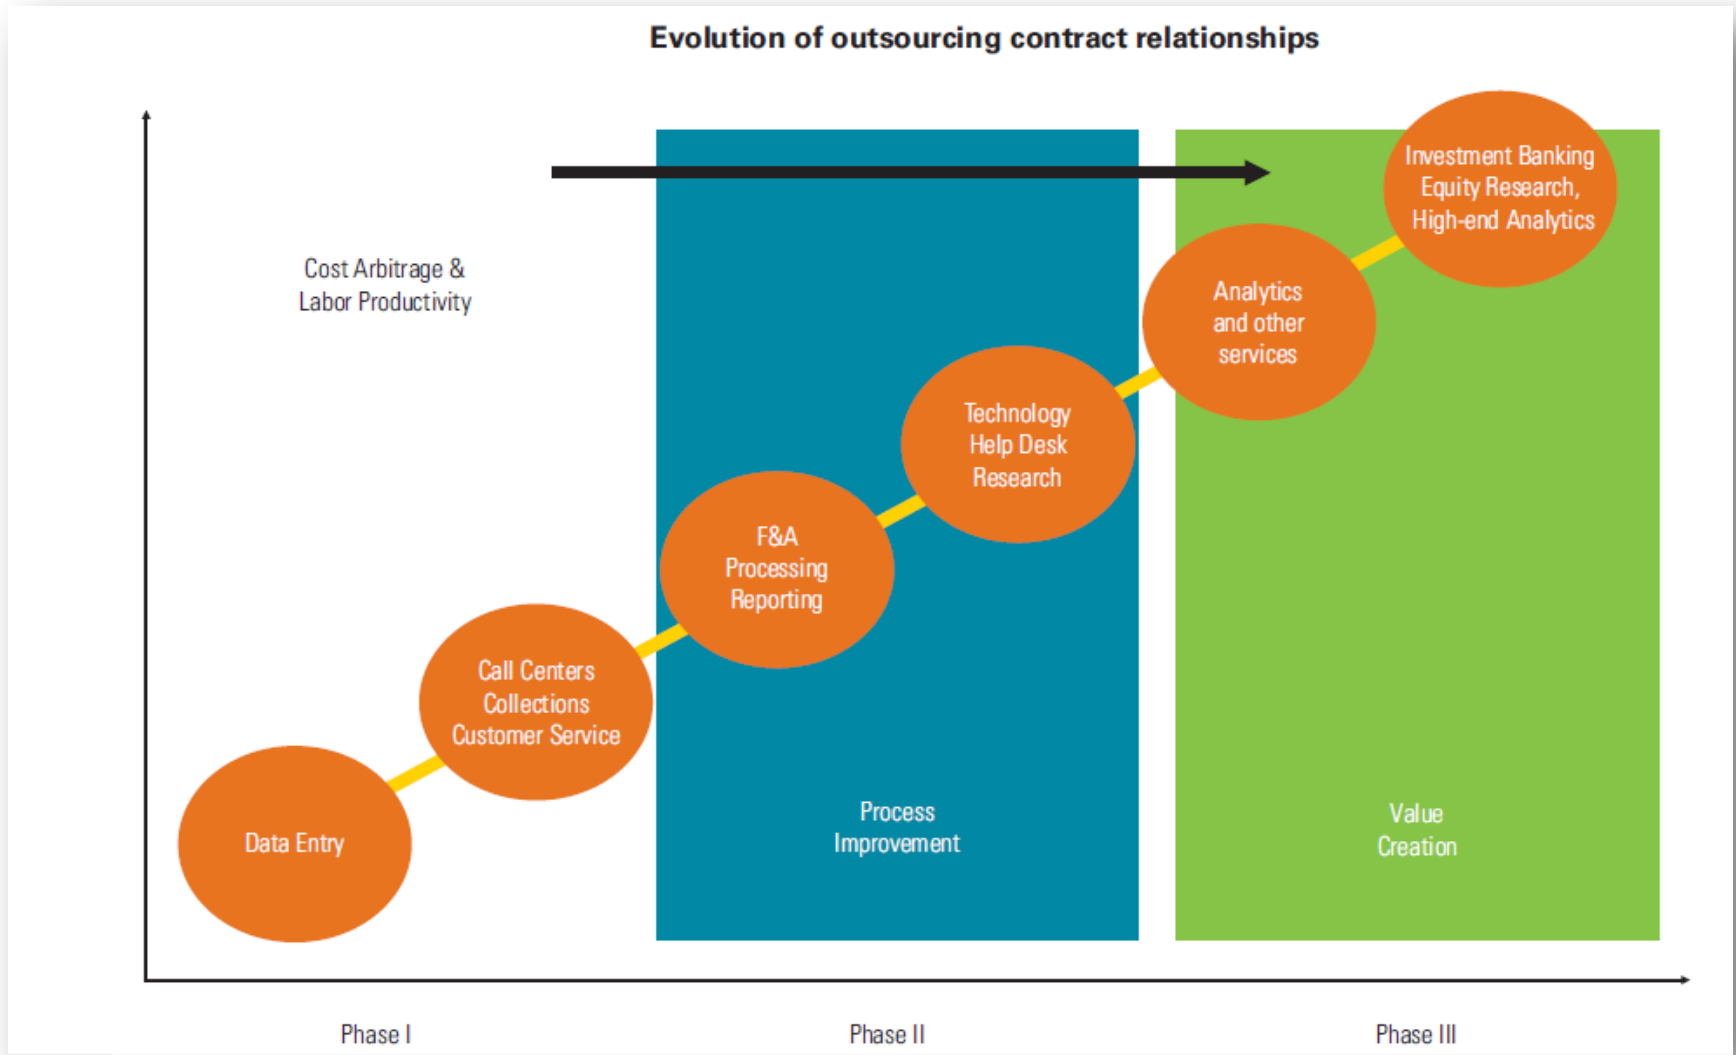 Evolution of outsourcing contract relationships
Cost Arbitrage &
Labor Productivity
Data Entry
Call Centers
Collections
Customer Service
F&A
Processing
Reporting
Technology
Help Desk
Research
Analytics
and other
services
Investment Banking
Equity Research,
High-end Analytics
Process
Improvement
Value
Creation
Phase I
Phase II
Phase III